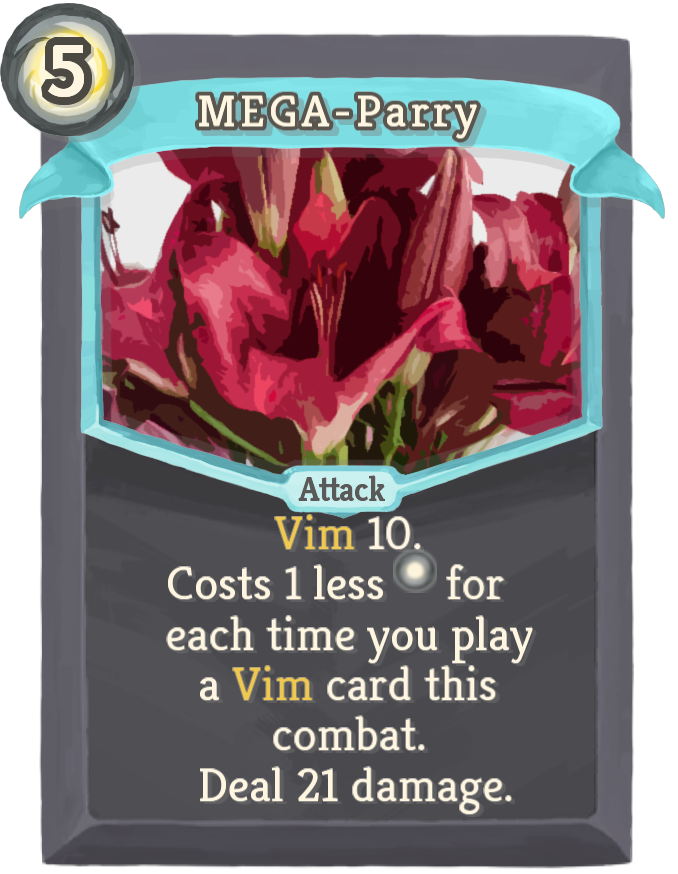 5
MEGA-Parry
Attack
Vim 10.
Costs 1 less for
each time you play
a Vim card this
combat.
Deal 21 damage.